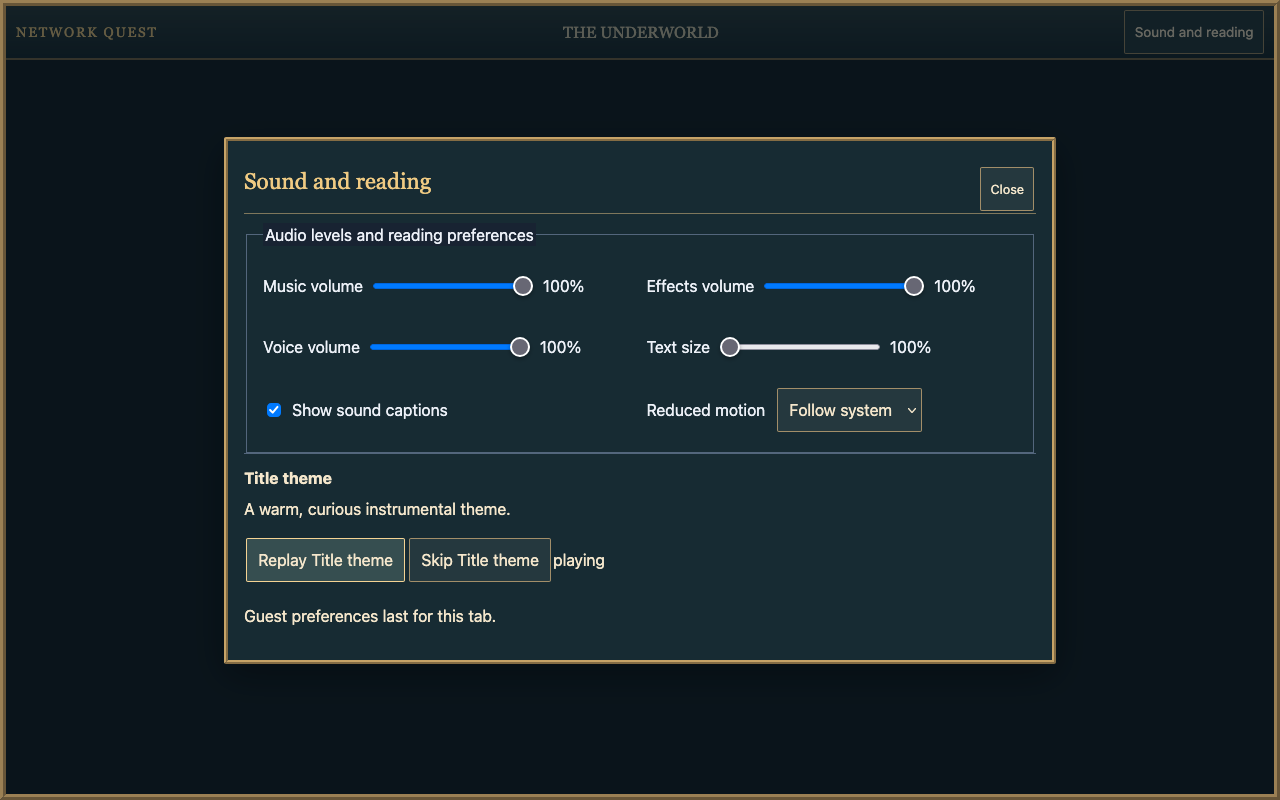 NETWORK QUEST
THE UNDERWORLD
Sound and reading
Sound and reading
Close
Audio levels and reading preferences
Music volume 100%
Effects volume 100%
Voice volume 100%
Text size 100%
Show sound captions
Reduced motion Follow system
Title theme
A warm, curious instrumental theme.
Replay Title theme Skip Title theme playing
Guest preferences last for this tab.